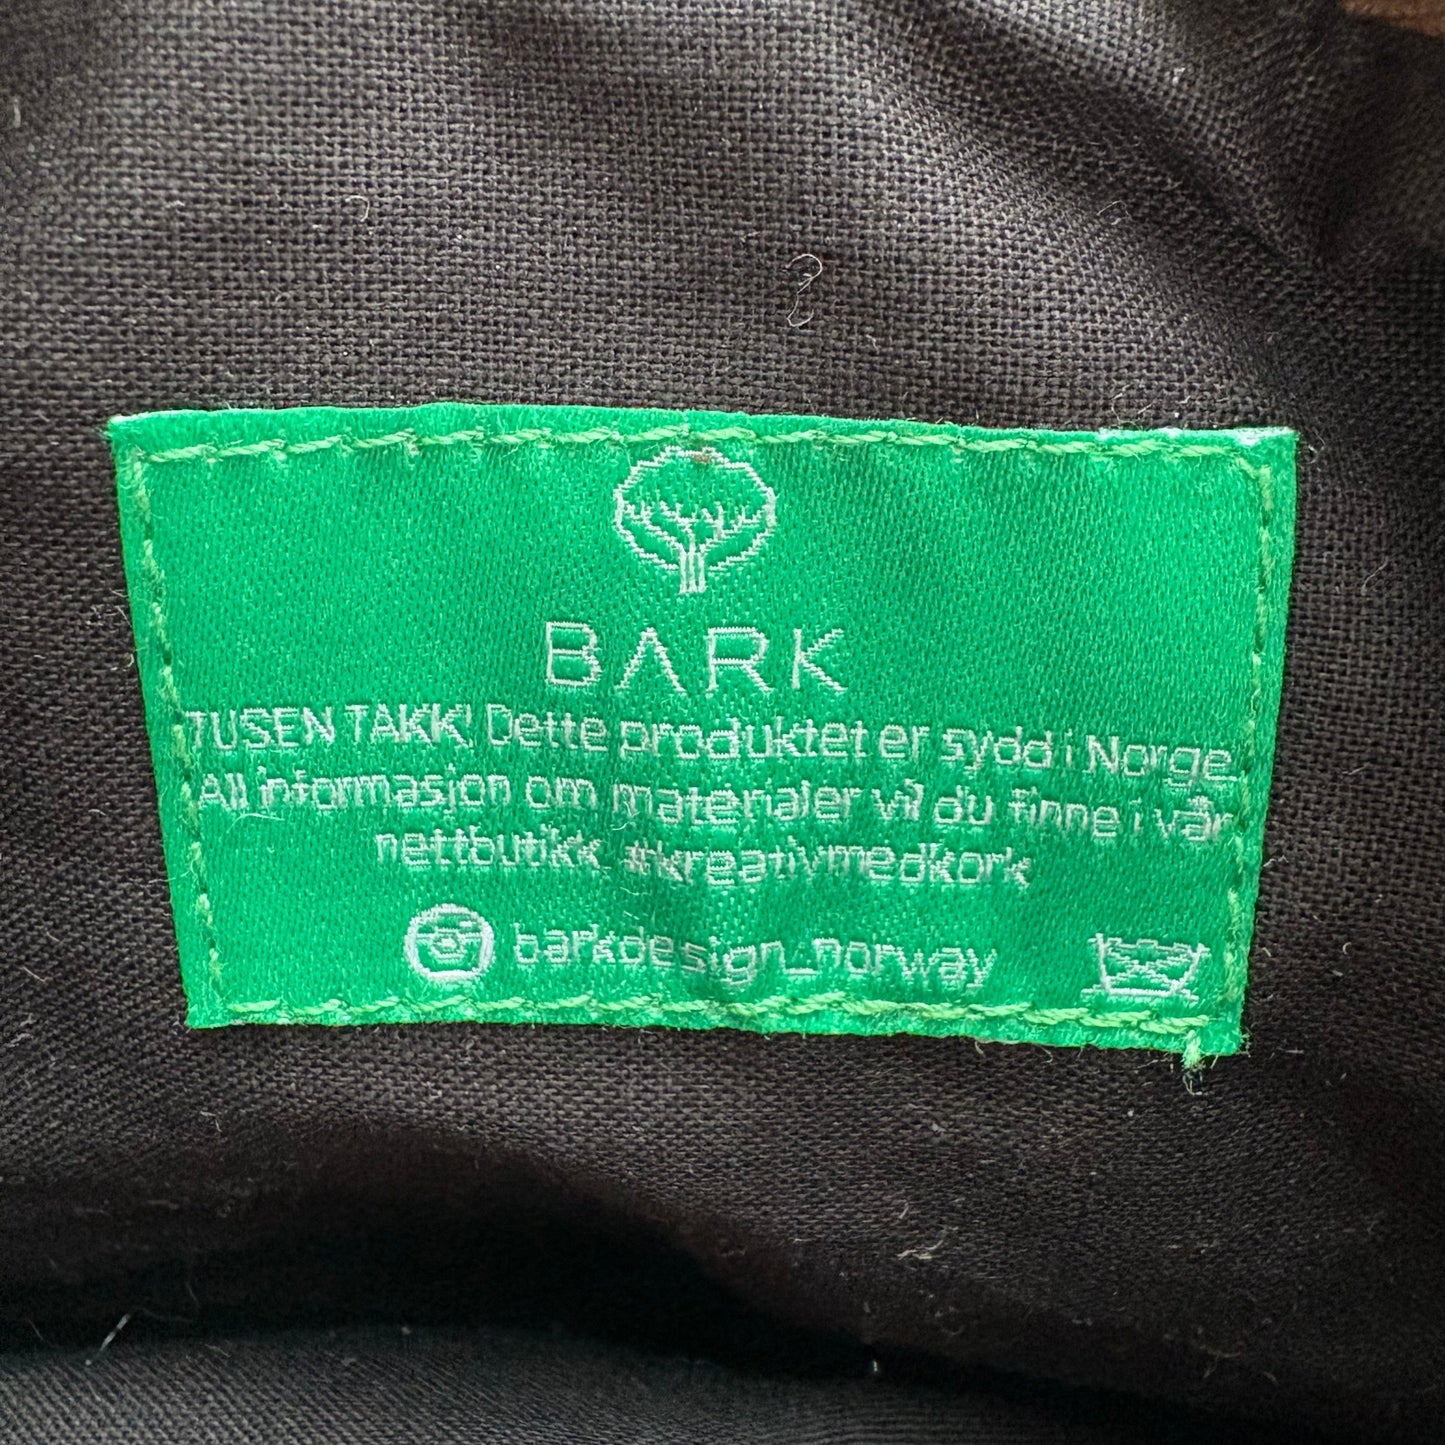 BARK
TUSEN TAKK! Dette produktet er sydd i Norge.
All informasjon om materialer vil du finne i vår
nettbutikk. #kreativmedkork
barkdesign_norway